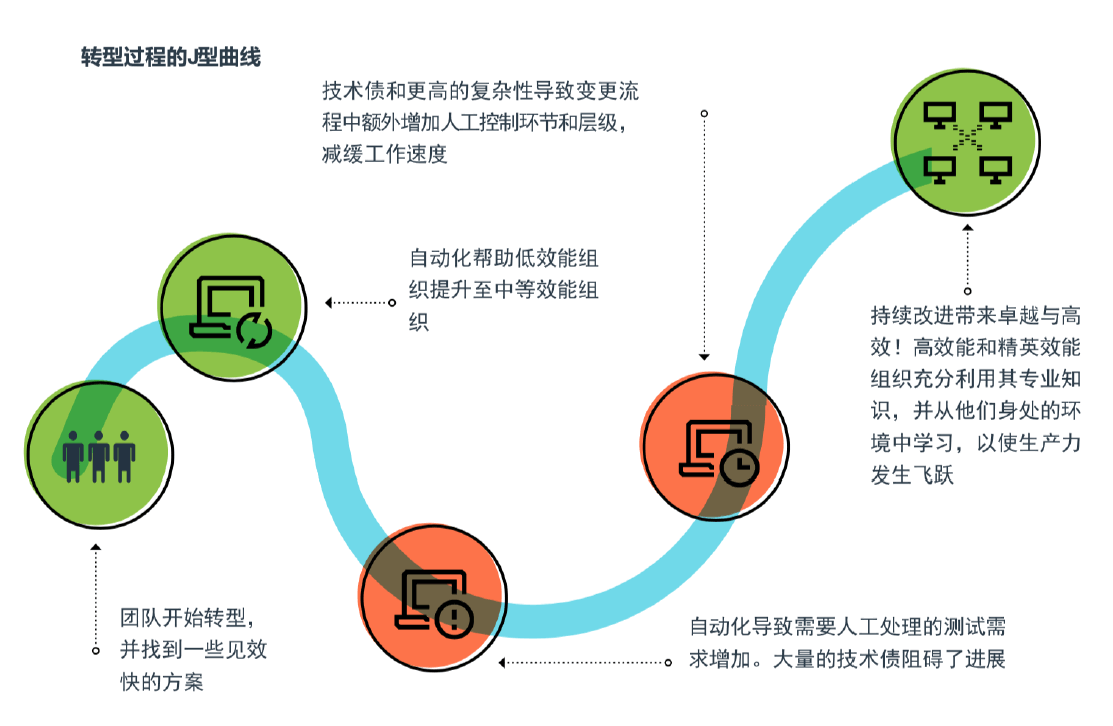 转型过程的J型曲线
技术债和更高的复杂性导致变更流
程中额外增加人工控制环节和层级，
减缓工作速度
自动化帮助低效能组
织提升至中等效能组
织
持续改进带来卓越与高
效！高效能和精英效能
组织充分利用其专业知
识，并从他们身处的环
境中学习，以使生产力
发生飞跃
团队开始转型，
并找到一些见效
快的方案
自动化导致需要人工处理的测试需
求增加。大量的技术债阻碍了进展